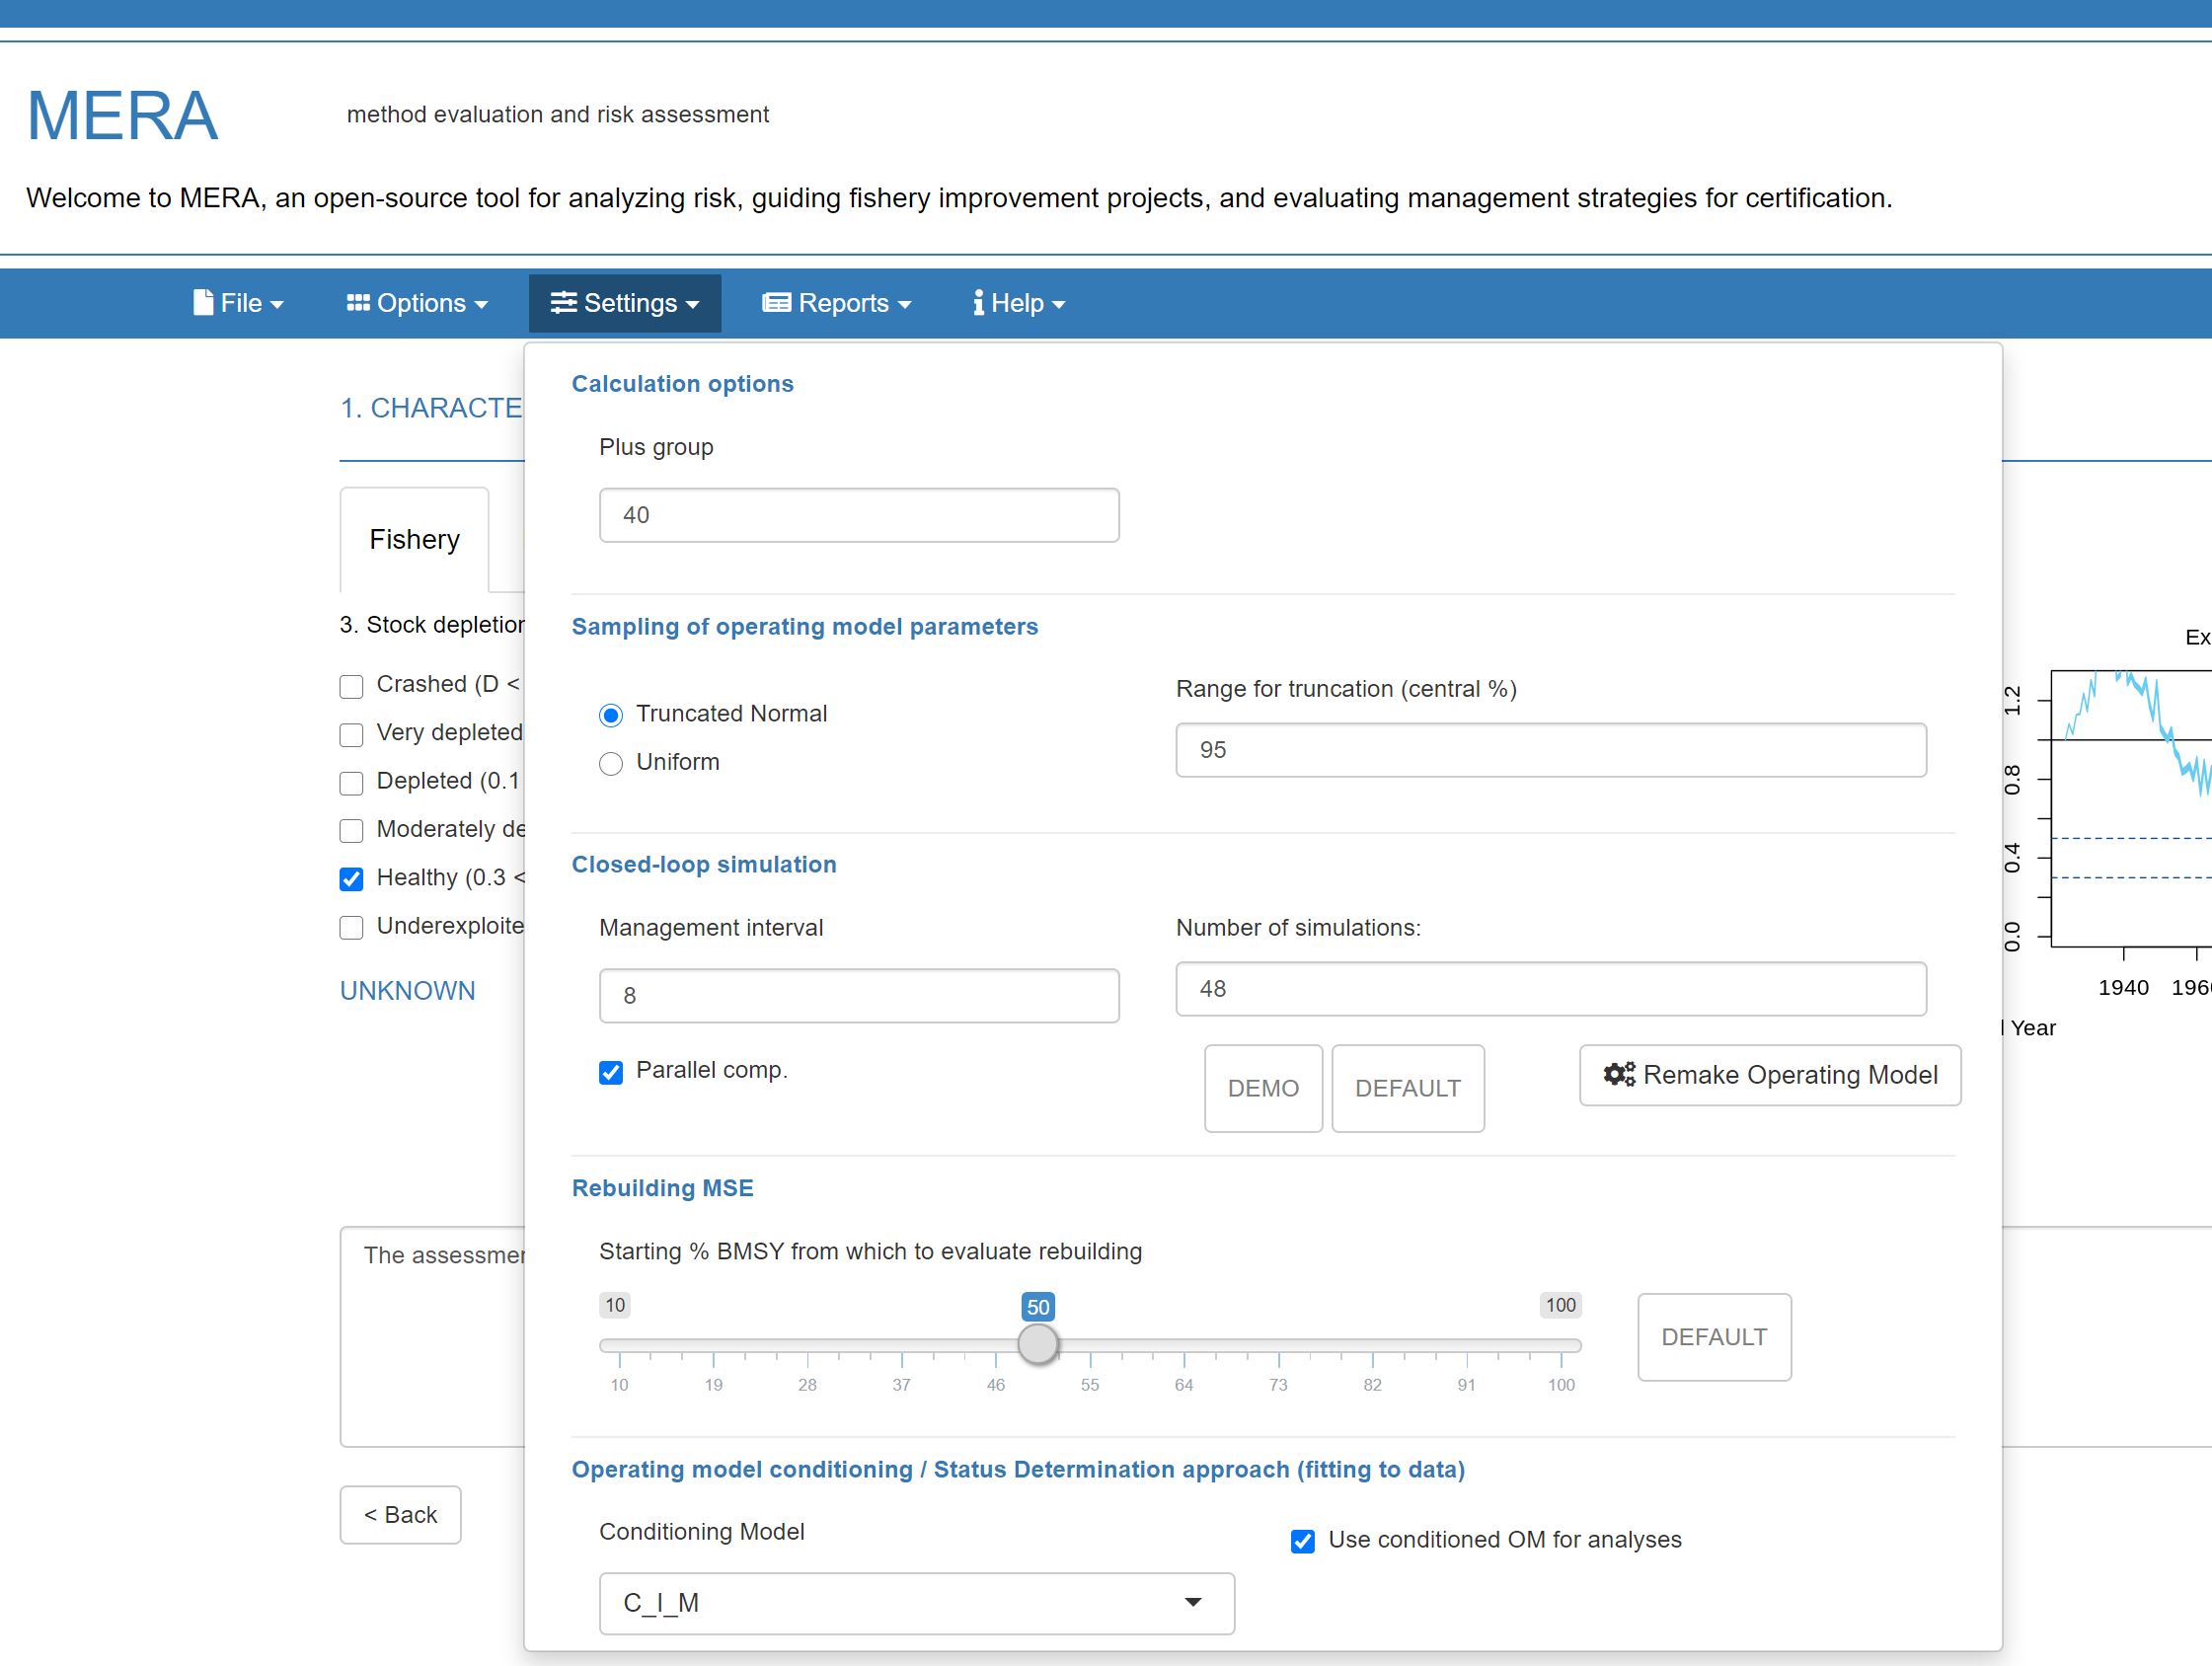 MERA
method evaluation and risk assessment
Welcome to MERA, an open-source tool for analyzing risk, guiding fishery improvement projects, and evaluating management strategies for certification.
File Options Settings Reports Help
1. CHARACTE
Fishery
3. Stock depletion
Crashed (D <
Very depleted
Depleted (0.1
Moderately de
Healthy (0.3 <
Underexploite
UNKNOWN
The assessmen
< Back
Calculation options
Plus group
40
Sampling of operating model parameters
Truncated Normal
Uniform
Range for truncation (central %)
95
Closed-loop simulation
Management interval
8
Parallel comp.
Number of simulations:
48
DEMO DEFAULT
Remake Operating Model
Rebuilding MSE
Starting % BMSY from which to evaluate rebuilding
10 50 100
10 19 28 37 46 55 64 73 82 91 100
DEFAULT
Operating model conditioning / Status Determination approach (fitting to data)
Conditioning Model
C_I_M
Use conditioned OM for analyses
Ex
1.2
0.8
0.4
0.0
1940 196
Year